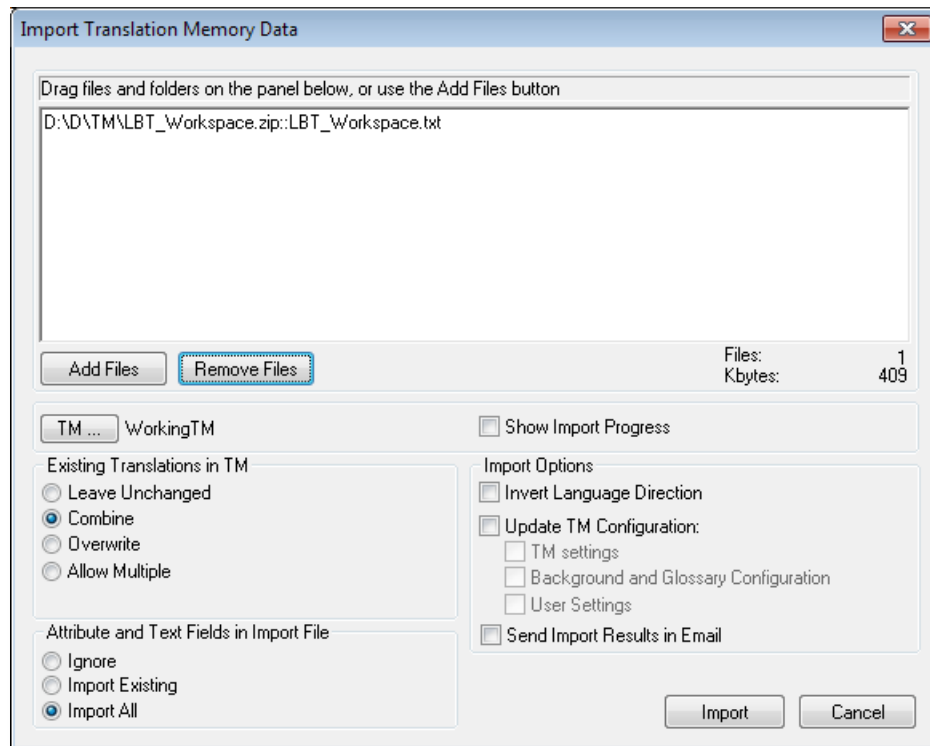 Import Translation Memory Data
Drag files and folders on the panel below, or use the Add Files button
D:\D\TM\LBT_Workspace.zip::LBT_Workspace.txt
Add Files
Remove Files
Files: 1
Kbytes: 409
TM ...
WorkingTM
Show Import Progress
Existing Translations in TM
Leave Unchanged
Combine
Overwrite
Allow Multiple
Attribute and Text Fields in Import File
Ignore
Import Existing
Import All
Import Options
Invert Language Direction
Update TM Configuration:
TM settings
Background and Glossary Configuration
User Settings
Send Import Results in Email
Import
Cancel